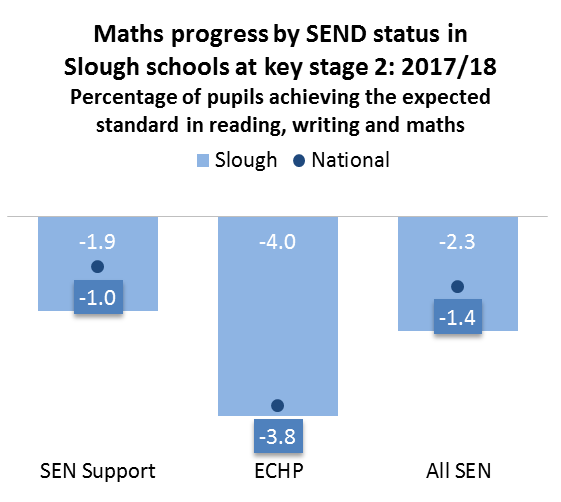 Maths progress by SEND status in
Slough schools at key stage 2: 2017/18
Percentage of pupils achieving the expected
standard in reading, writing and maths
Slough National
-1.9 -4.0 -2.3
-1.0 -3.8 -1.4
SEN Support ECHP All SEN